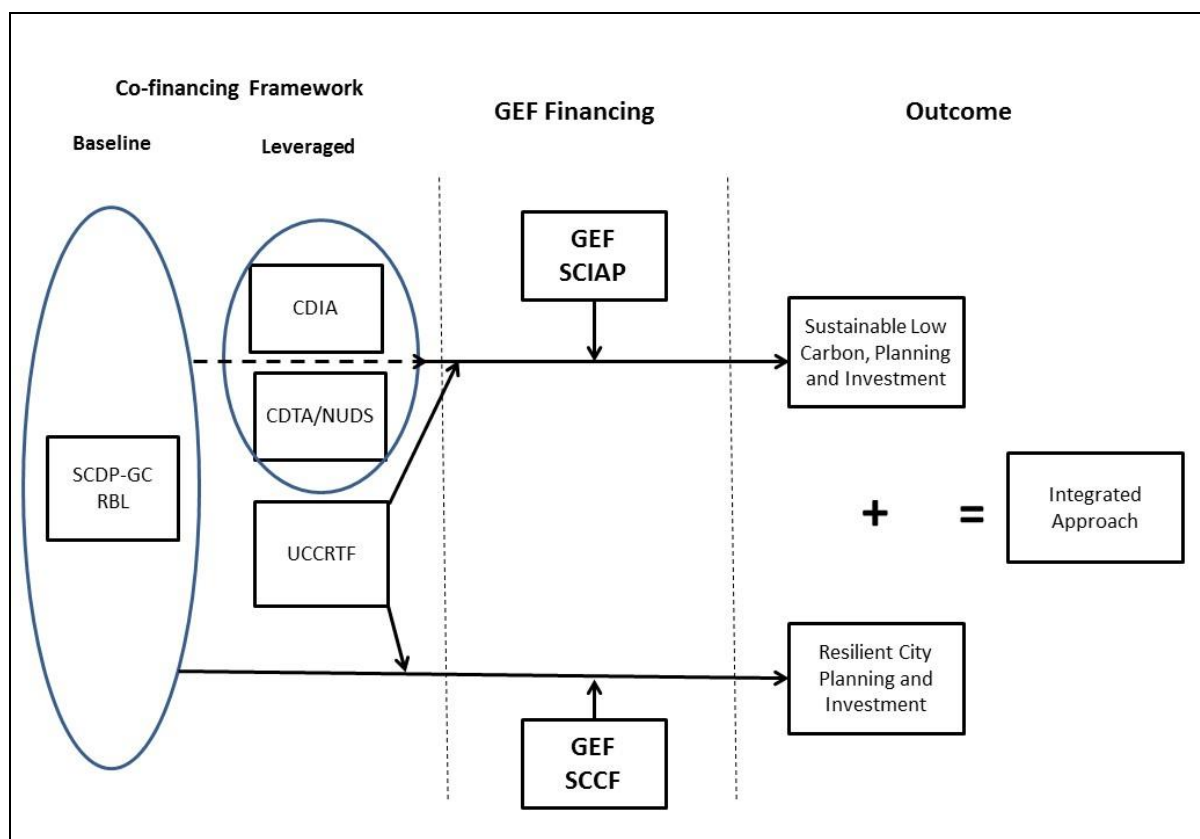 Co-financing Framework
Baseline
Leveraged
GEF Financing
Outcome
GEF
SCIAP
CDIA
CDTA/NUDS
SCDP-GC
RBL
UCCRTF
Sustainable Low
Carbon, Planning
and Investment
+
=
Integrated
Approach
Resilient City
Planning and
Investment
GEF
SCCF